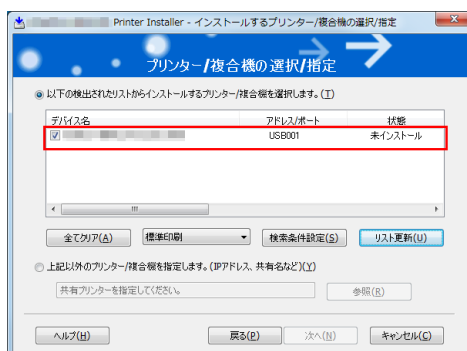 Printer Installer - インストールするプリンター/複合機の選択/指定
プリンター/複合機の選択/指定
以下の検出されたリストからインストールするプリンター/複合機を選択します。(T)
デバイス名 アドレス/ポート 状態
USB001 未インストール
全てクリア(A) 標準印刷 検索条件設定(S) リスト更新(U)
上記以外のプリンター/複合機を指定します。(IPアドレス、共有名など)(Y)
共有プリンターを指定してください。 参照(R)
ヘルプ(H) 戻る(P) 次へ(N) キャンセル(C)